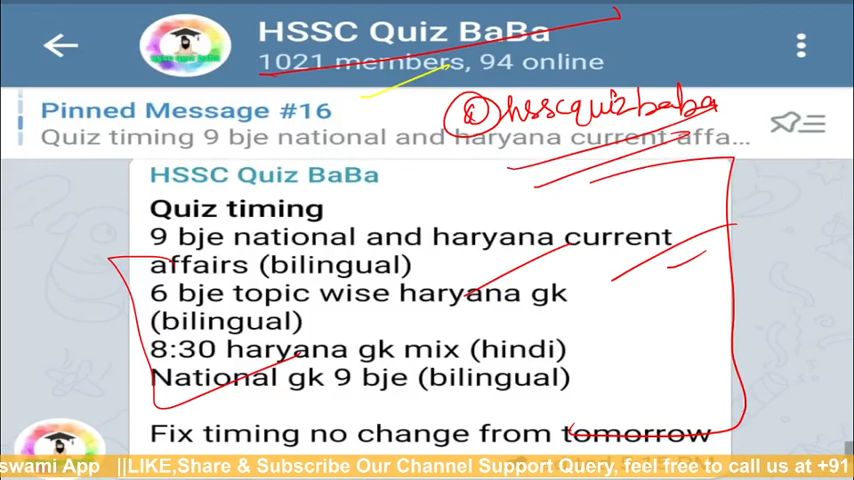 HSSC Quiz BaBa
1021 members, 94 online
Pinned Message #16
@hsscquizbaba
Quiz timing 9 bje national and haryana current affa...
HSSC Quiz BaBa
Quiz timing
9 bje national and haryana current
affairs (bilingual)
6 bje topic wise haryana gk
(bilingual)
8:30 haryana gk mix (hindi)
National gk 9 bje (bilingual)
Fix timing no change from tomorrow
swami App ||LIKE,Share & Subscribe Our Channel Support Query, feel free to call us at +91